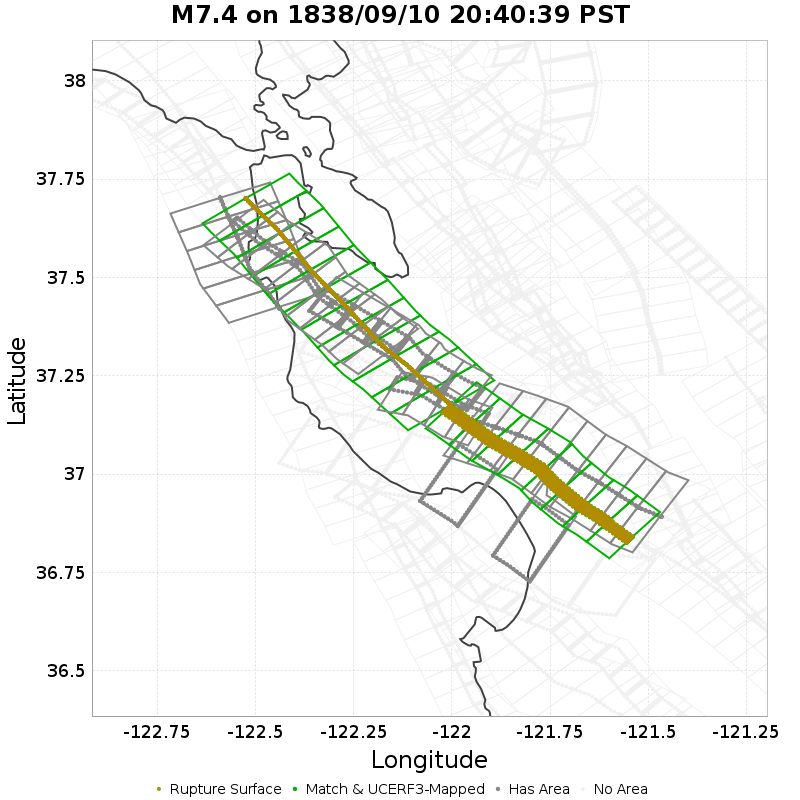 M7.4 on 1838/09/10 20:40:39 PST
38
37.75
37.5
37.25
37
36.75
36.5
Latitude
-122.75 -122.5 -122.25 -122 -121.75 -121.5 -121.25
Longitude
Rupture Surface Match & UCERF3-Mapped Has Area No Area